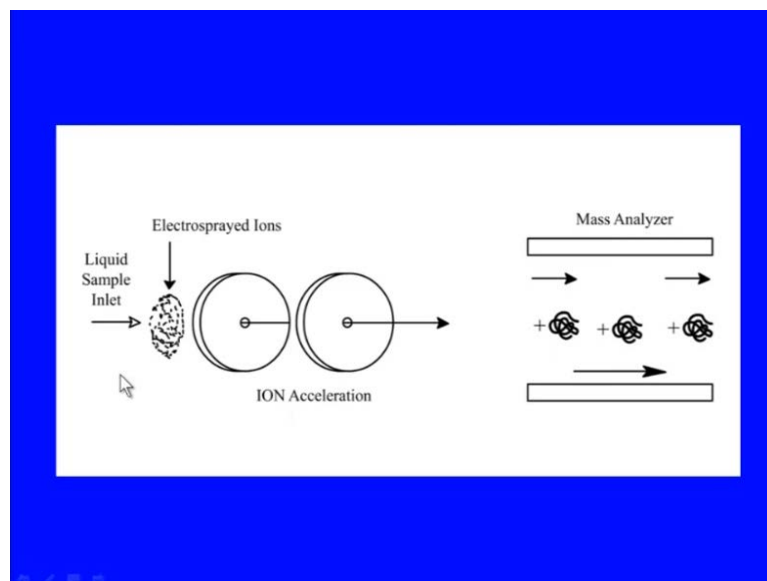 Electrosprayed Ions
Liquid
Sample
Inlet
ION Acceleration
Mass Analyzer
+
+
+